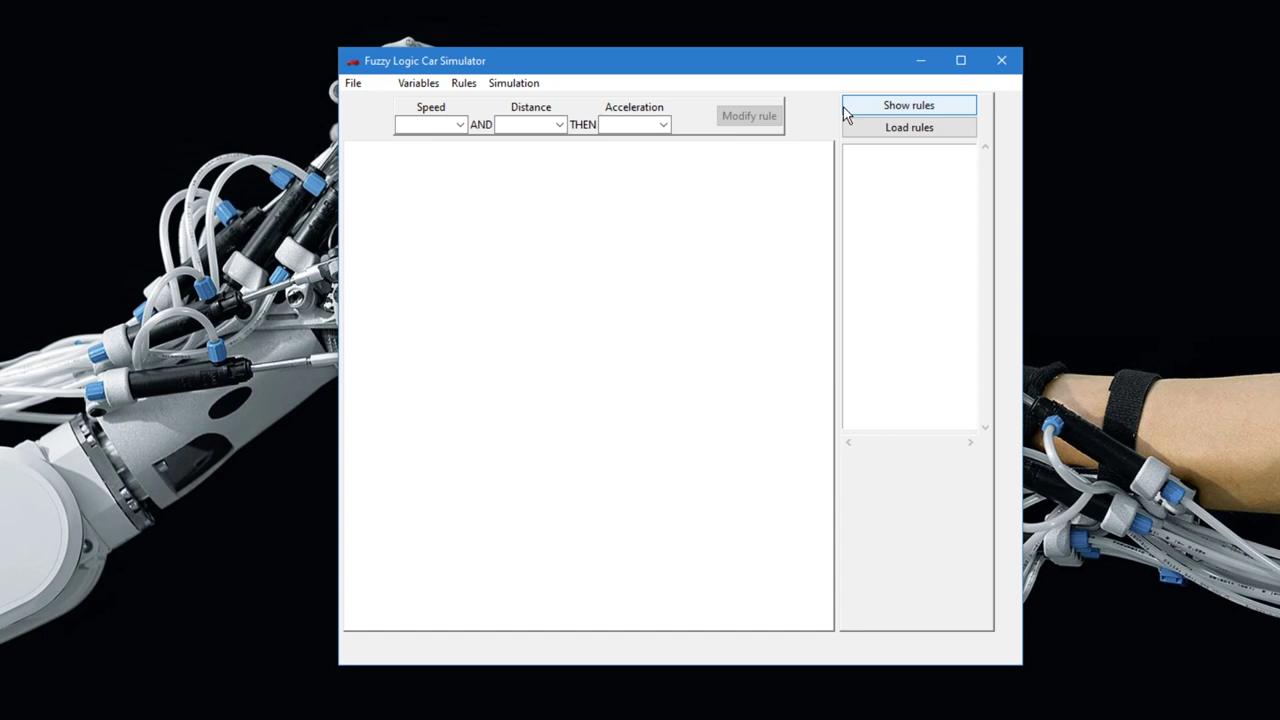 Fuzzy Logic Car Simulator
File Variables Rules Simulation
Speed Distance Acceleration
AND THEN Modify rule
Show rules
Load rules